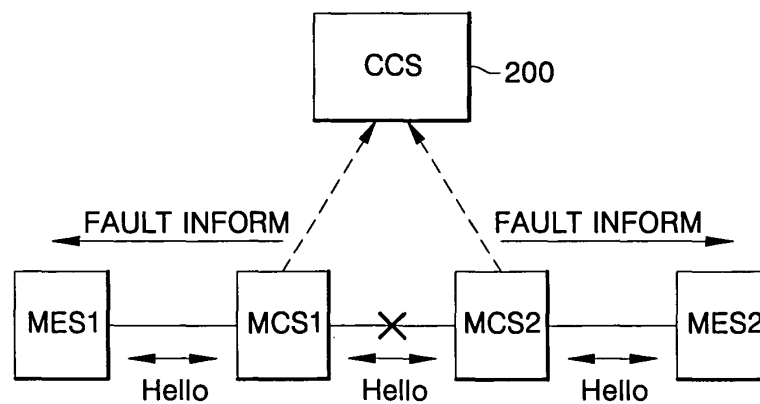 CCS
200
FAULT INFORM
FAULT INFORM
MES1
MCS1
MCS2
MES2
Hello
Hello
Hello